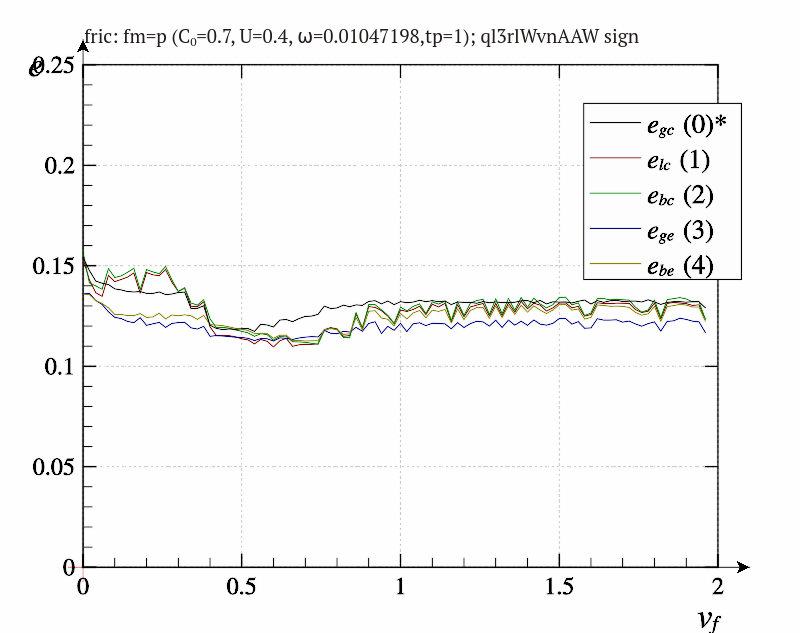 fric: fm=p (C₀=0.7, U=0.4, ω=0.01047198,tp=1); ql3rlWvnAAW sign
e
0.25
e_gc (0)*
e_lc (1)
0.2
e_bc (2)
e_ge (3)
0.15
e_be (4)
0.1
0.05
0
0 0.5 1 1.5 2
v_f